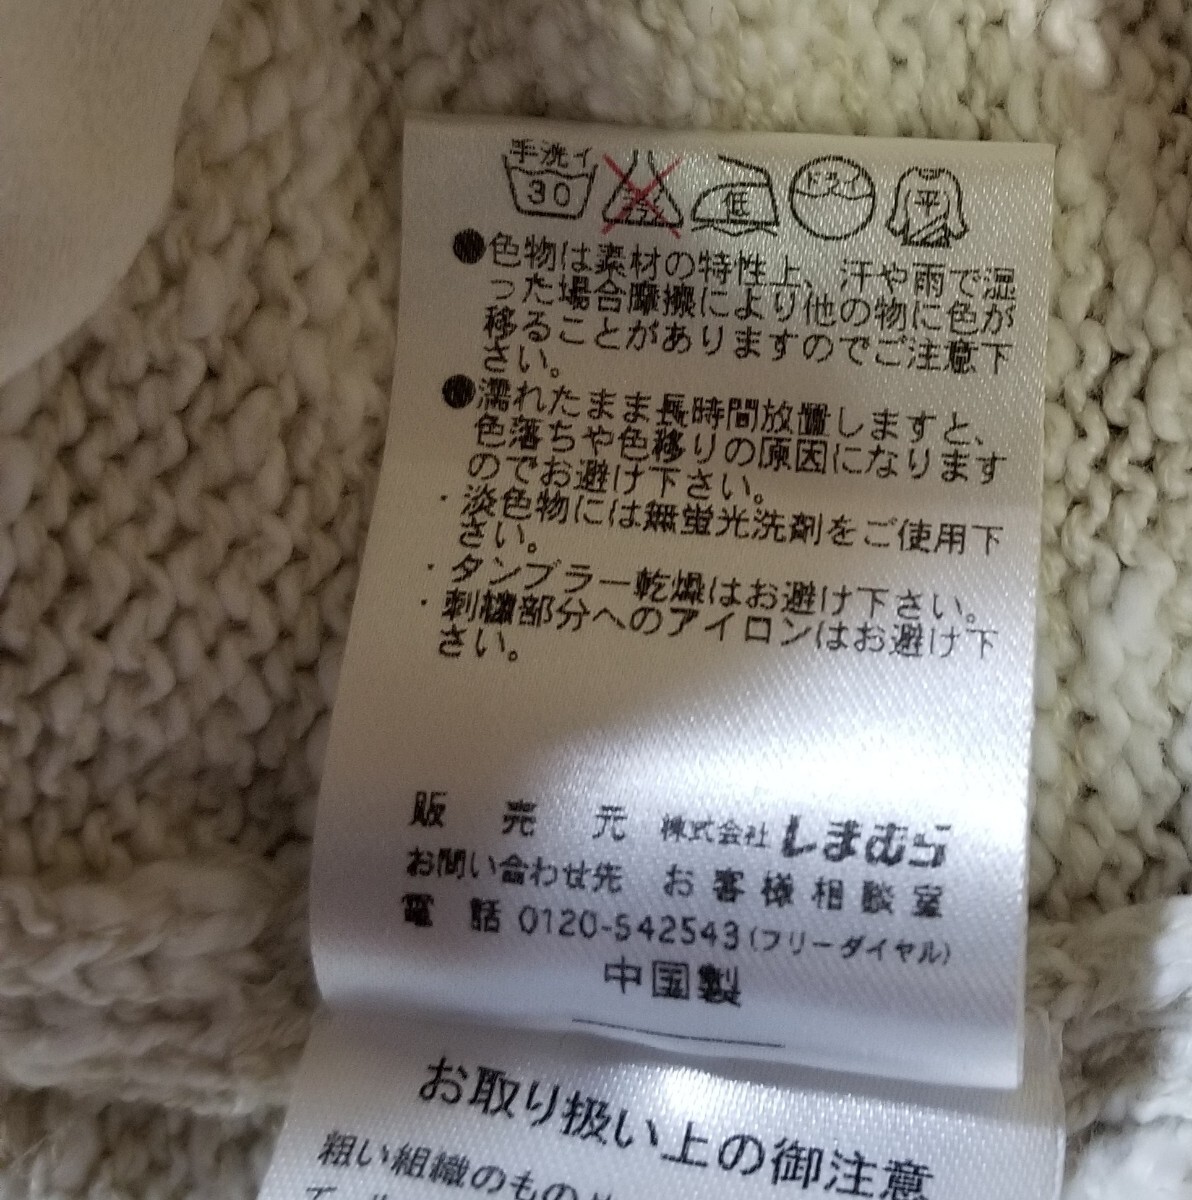 手洗イ
30 低 ドライ 平
●色物は素材の特性上、汗や雨で湿
った場合摩擦により他の物に色が
移ることがありますのでご注意下
さい。
●濡れたまま長時間放置しますと、
色落ちや色移りの原因になります
のでお避け下さい。
・淡色物には無蛍光洗剤をご使用下
さい。
・タンブラー乾燥はお避け下さい。
・刺繍部分へのアイロンはお避け下
さい。
販売元 株式会社しまむら
お問い合わせ先 お客様相談室
電話 0120-542543(フリーダイヤル)
中国製
お取り扱い上の御注意
粗い組織のもの